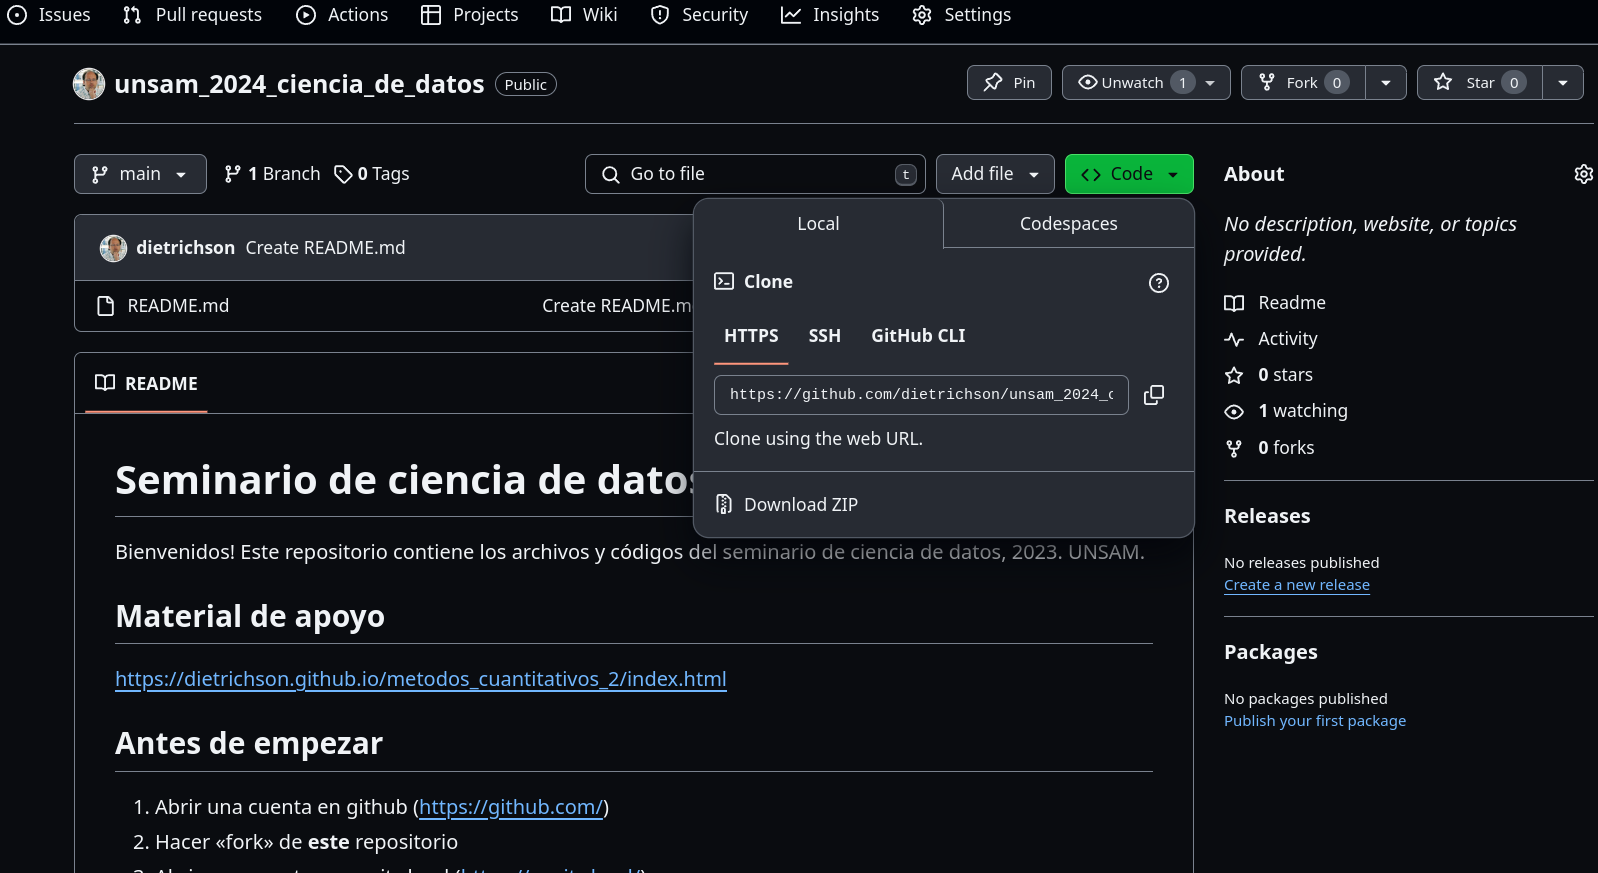 Issues Pull requests Actions Projects Wiki Security Insights Settings
unsam_2024_ciencia_de_datos Public Pin Unwatch 1 Fork 0 Star 0
main 1 Branch 0 Tags Go to file t Add file <> Code
About
No description, website, or topics
provided.
Readme
Activity
0 stars
1 watching
0 forks
Releases
No releases published
Create a new release
Packages
No packages published
Publish your first package
Local Codespaces
Clone
HTTPS SSH GitHub CLI
https://github.com/dietrichson/unsam_2024_c
Clone using the web URL.
Download ZIP
dietrichson Create README.md
README.md Create README.m
README
Seminario de ciencia de datos
Bienvenidos! Este repositorio contiene los archivos y códigos del seminario de ciencia de datos, 2023. UNSAM.
Material de apoyo
https://dietrichson.github.io/metodos_cuantitativos_2/index.html
Antes de empezar
1. Abrir una cuenta en github (https://github.com/)
2. Hacer «fork» de este repositorio